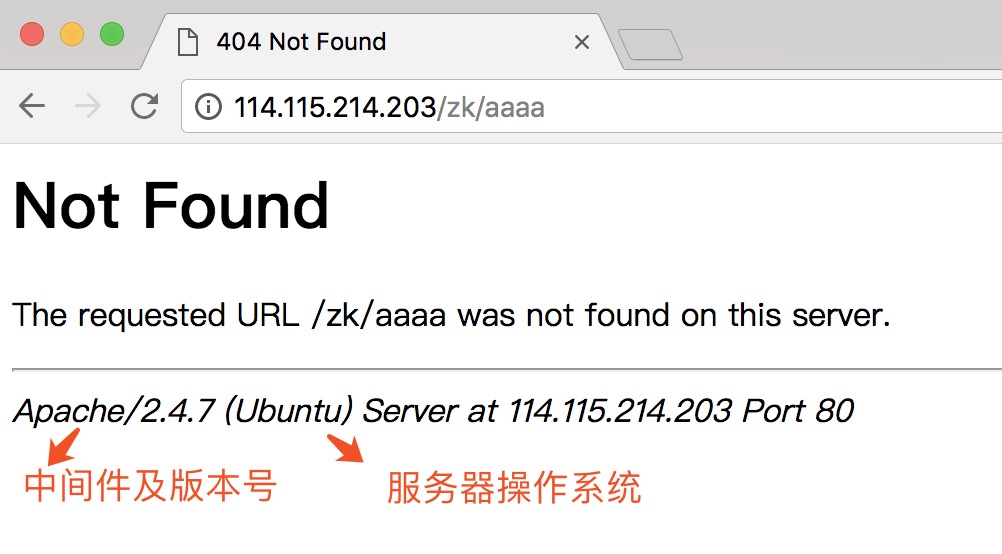 404 Not Found
114.115.214.203/zk/aaaa
Not Found
The requested URL /zk/aaaa was not found on this server.
Apache/2.4.7 (Ubuntu) Server at 114.115.214.203 Port 80
中间件及版本号 服务器操作系统